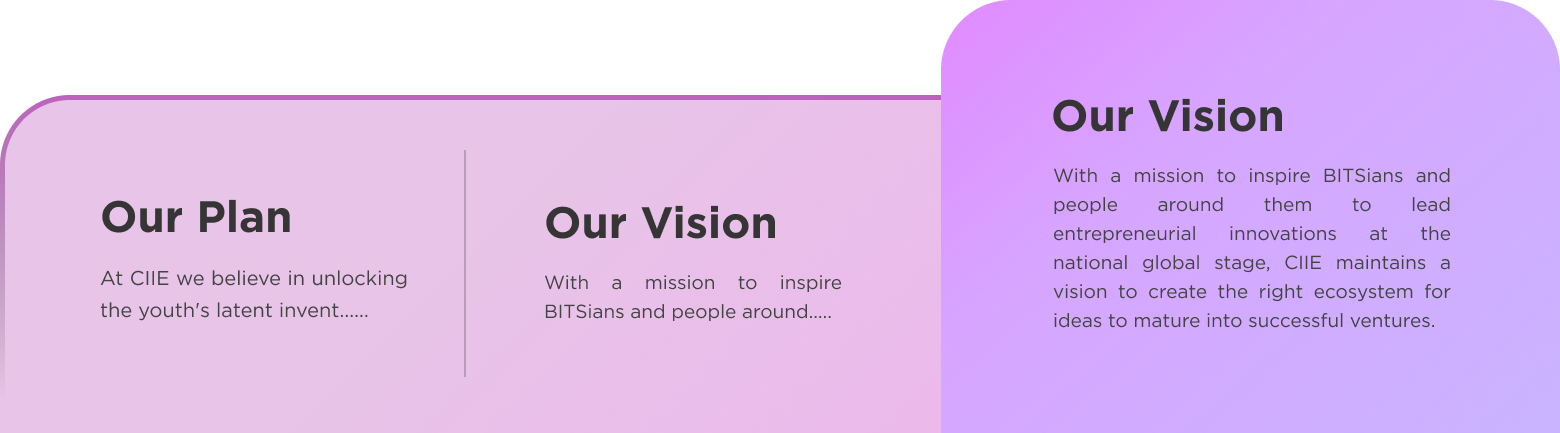 Our Plan
At CIIE we believe in unlocking
the youth's latent invent......
Our Vision
With a mission to inspire
BITSians and people around.....
Our Vision
With a mission to inspire BITSians and
people around them to lead
entrepreneurial innovations at the
national global stage, CIIE maintains a
vision to create the right ecosystem for
ideas to mature into successful ventures.